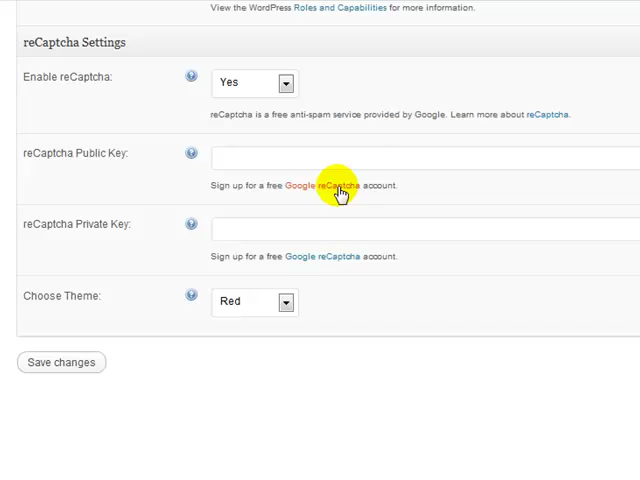 View the WordPress Roles and Capabilities for more information.
reCaptcha Settings
Enable reCaptcha:
Yes
reCaptcha is a free anti-spam service provided by Google. Learn more about reCaptcha.
reCaptcha Public Key:
Sign up for a free Google reCaptcha account.
reCaptcha Private Key:
Sign up for a free Google reCaptcha account.
Choose Theme:
Red
Save changes